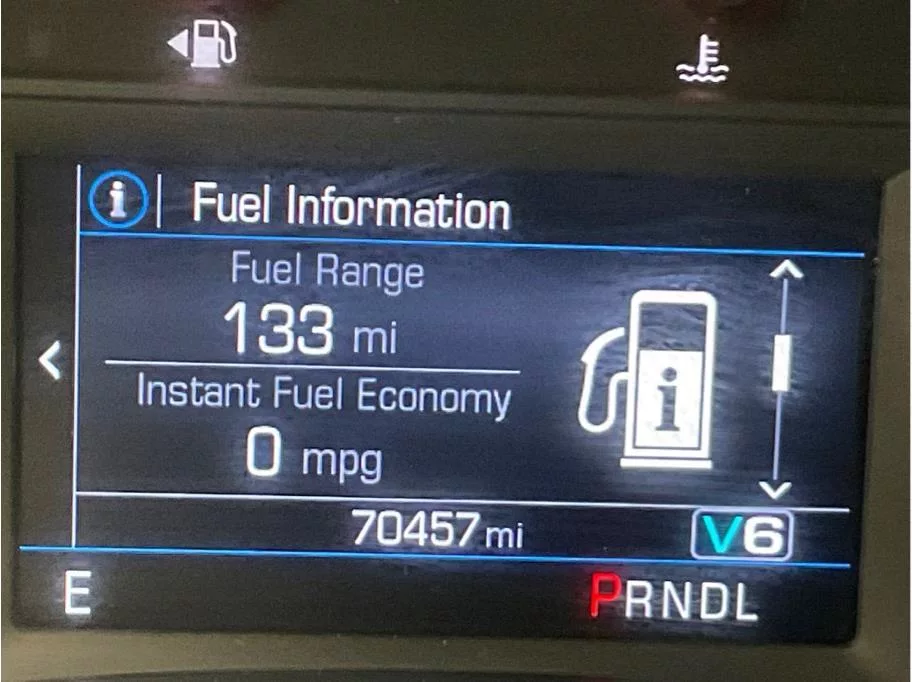 Fuel Information
Fuel Range
133 mi
Instant Fuel Economy
0 mpg
70457 mi V6
E PRNDL